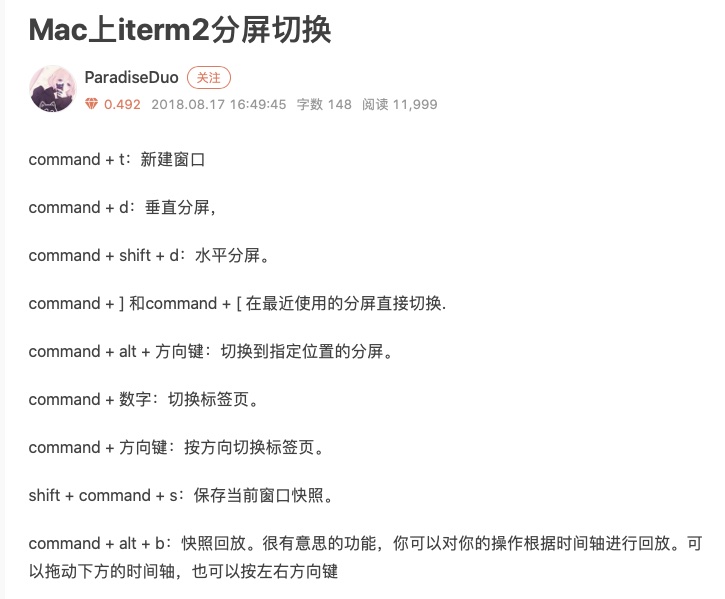 Mac上iterm2分屏切换
ParadiseDuo 关注
0.492 2018.08.17 16:49:45 字数 148 阅读 11,999
command + t：新建窗口
command + d：垂直分屏，
command + shift + d：水平分屏。
command + ] 和command + [ 在最近使用的分屏直接切换.
command + alt + 方向键：切换到指定位置的分屏。
command + 数字：切换标签页。
command + 方向键：按方向切换标签页。
shift + command + s：保存当前窗口快照。
command + alt + b：快照回放。很有意思的功能，你可以对你的操作根据时间轴进行回放。可
以拖动下方的时间轴，也可以按左右方向键